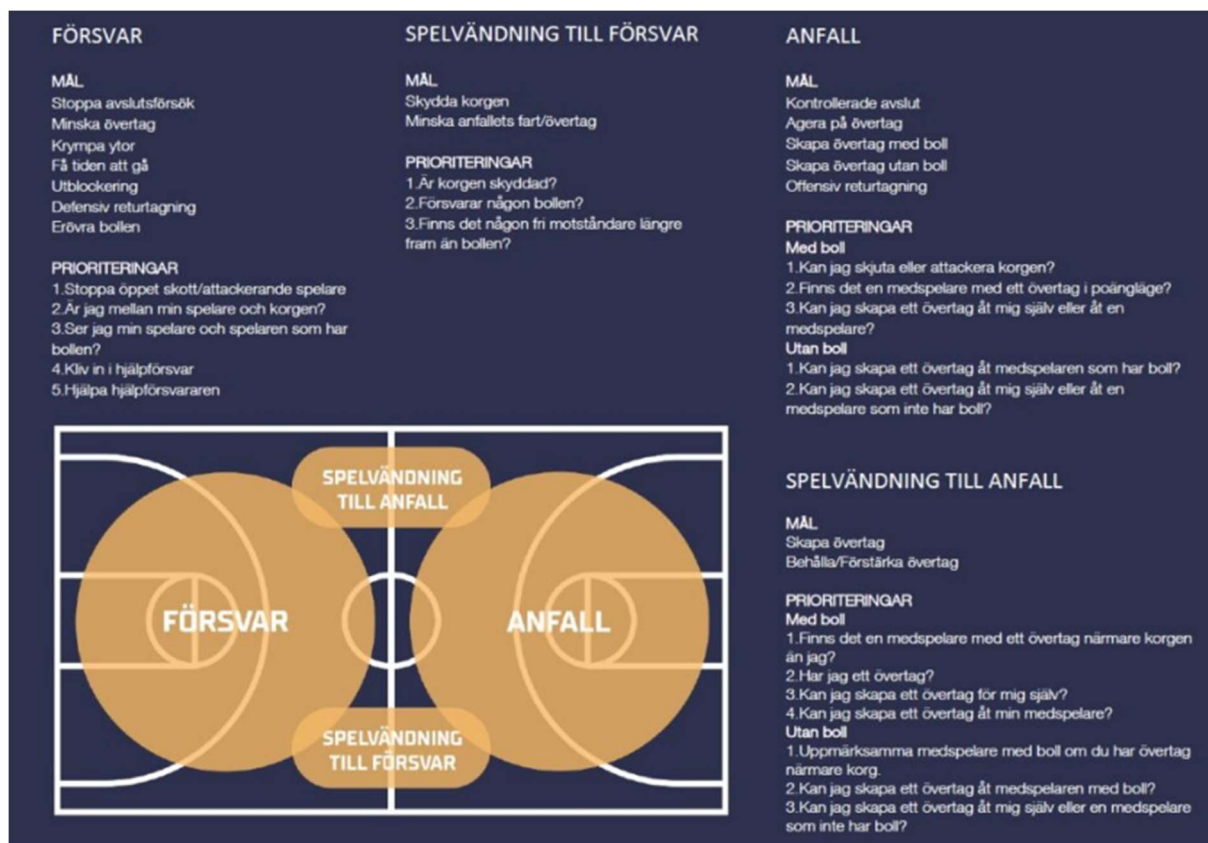 FÖRSVAR
MÅL
Stoppa avslutsförsök
Minska övertag
Krympa ytor
Få tiden att gå
Utblockering
Defensiv returtagning
Erövra bollen
PRIORITERINGAR
1.Stoppa öppet skott/attackerande spelare
2.Är jag mellan min spelare och korgen?
3.Ser jag min spelare och spelaren som har
bollen?
4.Kliv in i hjälpförsvar
5.Hjälpa hjälpförsvararen
SPELVÄNDNING TILL FÖRSVAR
MÅL
Skydda korgen
Minska anfallets fart/övertag
PRIORITERINGAR
1.Är korgen skyddad?
2.Försvarar någon bollen?
3.Finns det någon fri motståndare längre
fram än bollen?
ANFALL
MÅL
Kontrollerade avslut
Agera på övertag
Skapa övertag med boll
Skapa övertag utan boll
Offensiv returtagning
PRIORITERINGAR
Med boll
1.Kan jag skjuta eller attackera korgen?
2.Finns det en medspelare med ett övertag i poängläge?
3.Kan jag skapa ett övertag åt mig själv eller åt en
medspelare?
Utan boll
1.Kan jag skapa ett övertag åt medspelaren som har boll?
2.Kan jag skapa ett övertag åt mig själv eller åt en
medspelare som inte har boll?
SPELVÄNDNING
TILL ANFALL
FÖRSVAR
ANFALL
SPELVÄNDNING
TILL FÖRSVAR
SPELVÄNDNING TILL ANFALL
MÅL
Skapa övertag
Behålla/Förstärka övertag
PRIORITERINGAR
Med boll
1.Finns det en medspelare med ett övertag närmare korgen
än jag?
2.Har jag ett övertag?
3.Kan jag skapa ett övertag för mig själv?
4.Kan jag skapa ett övertag åt min medspelare?
Utan boll
1.Uppmärksamma medspelare med boll om du har övertag
närmare korg.
2.Kan jag skapa ett övertag åt medspelaren med boll?
3.Kan jag skapa ett övertag åt mig själv eller en medspelare
som inte har boll?